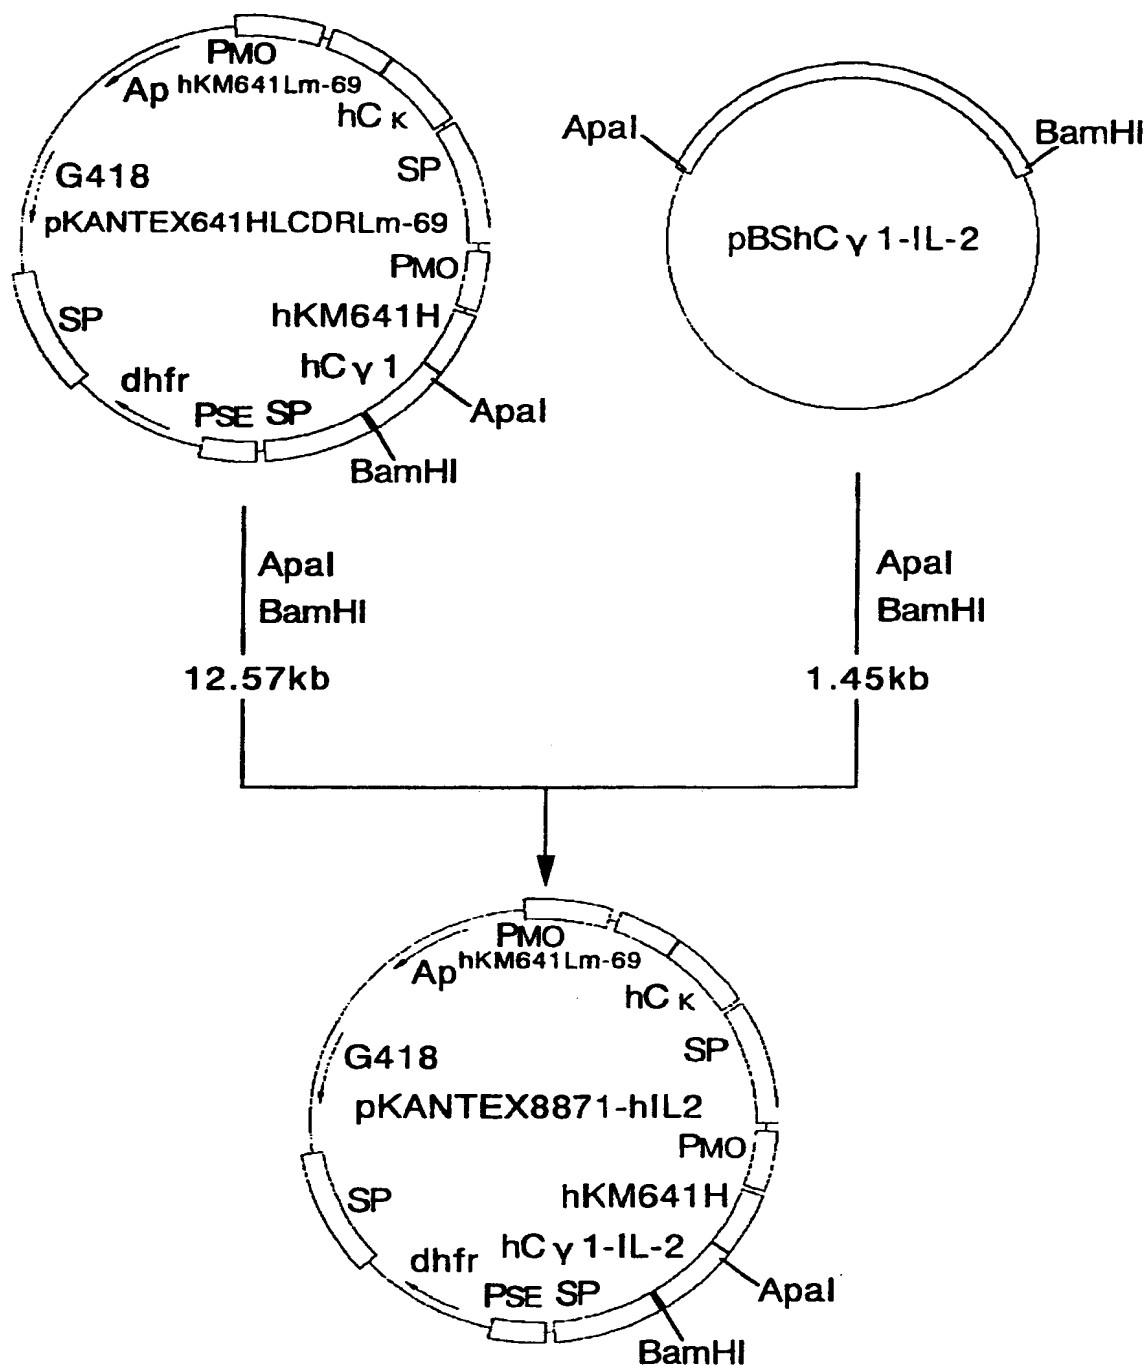 PMO
Ap hKM641Lm-69
hCκ
SP
G418
pKANTEX641HLCDRLm-69
PMO
SP
hKM641H
hCγ1
dhfr
PSE SP
ApaI
BamHI
ApaI
BamHI
pBShCγ1-IL-2
ApaI
BamHI
12.57kb
ApaI
BamHI
1.45kb
PMO
Ap hKM641Lm-69
hCκ
SP
G418
pKANTEX8871-hIL2
PMO
SP
hKM641H
hCγ1-IL-2
dhfr
PSE SP
ApaI
BamHI